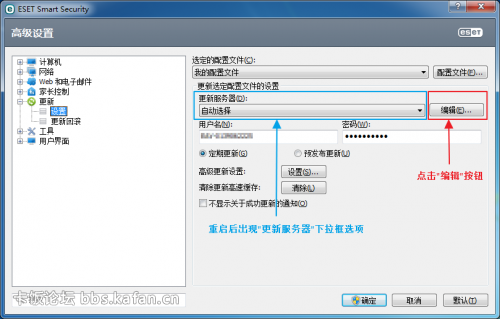 ESET Smart Security
高级设置
eset
计算机
网络
Web 和电子邮件
家长控制
更新
设置
更新回滚
工具
用户界面
选定的配置文件(C):
我的配置文件
配置文件(F)...
更新选定配置文件的设置
更新服务器(D):
自动选择
编辑(E)...
用户名(N):
密码(W):
定期更新(G)
预发布更新(U)
高级更新设置:
设置(S)...
清除更新高速缓存:
清除(L)
不显示关于成功更新的通知(O)
点击"编辑"按钮
重启后出现"更新服务器"下拉框选项
卡饭论坛 bbs.kafan.cn
确定
取消
默认(T)